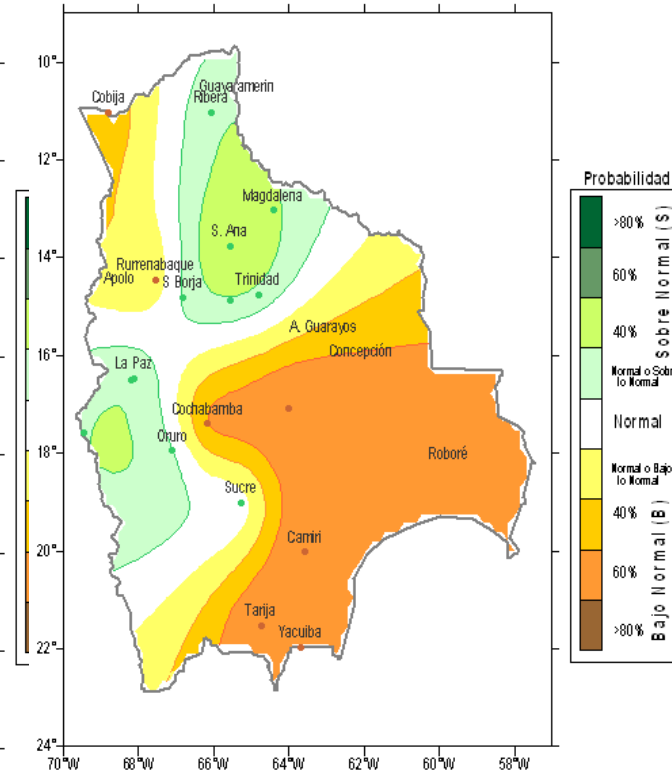 10°
12°
14°
16°
18°
20°
22°
24°
70°W
68°W
66°W
64°W
62°W
60°W
58°W
Cobija
Guayaramerin
Ribera
Magdalena
S. Ana
Rurrenabaque
Apolo
S Borja
Trinidad
A. Guarayos
Concepción
La Paz
Cochabamba
Oruro
Roboré
Sucre
Camiri
Tarija
Yacuiba
Probabilidad
>80%
60%
40%
Normal o Sobr
lo Normal
Normal
Normal o Bajo
lo Normal
40%
60%
>80%
Sobre Normal (S)
Bajo Normal (B)